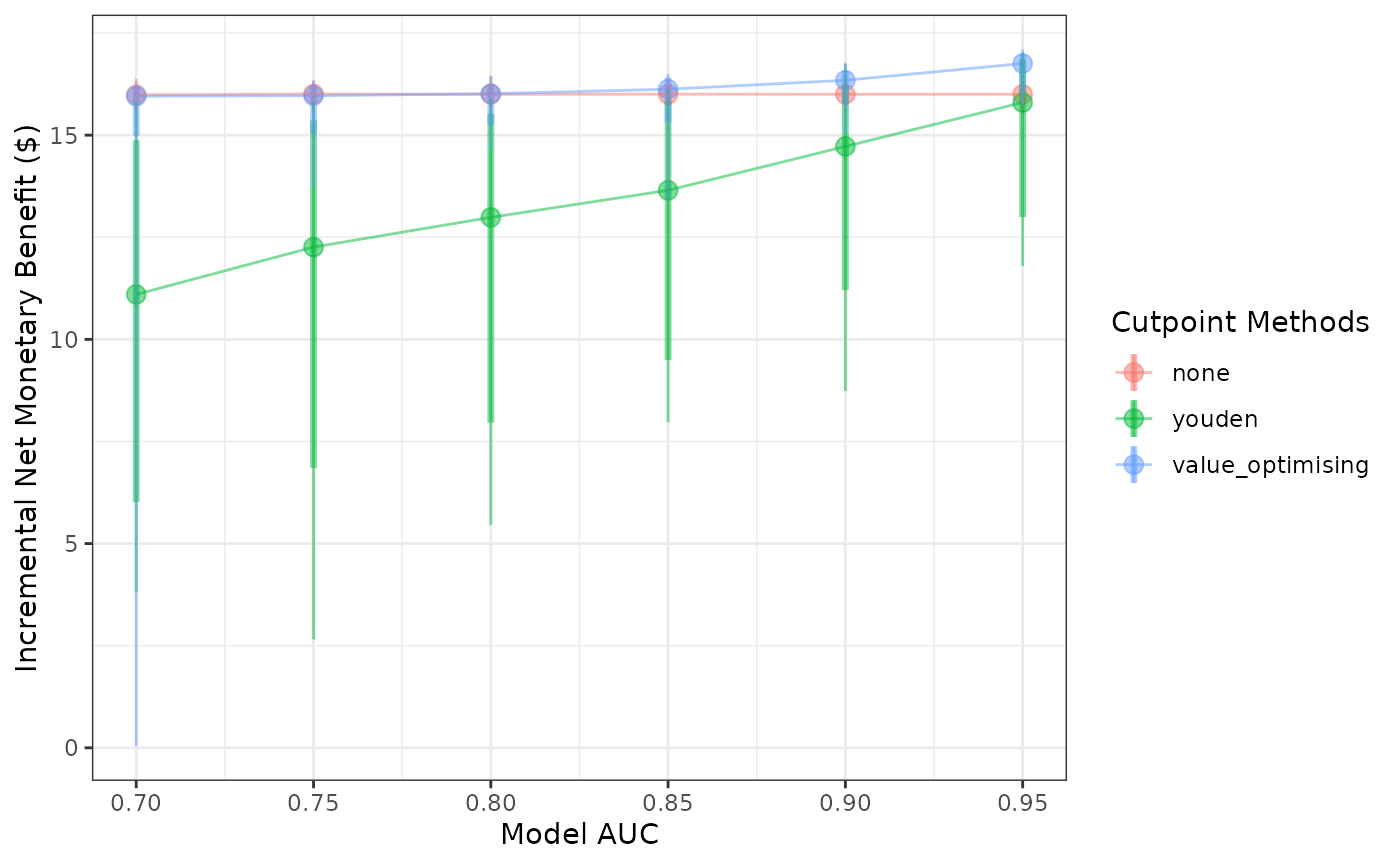 Incremental Net Monetary Benefit ($)
15
10
5
0
0.70 0.75 0.80 0.85 0.90 0.95
Model AUC
Cutpoint Methods
none
youden
value_optimising